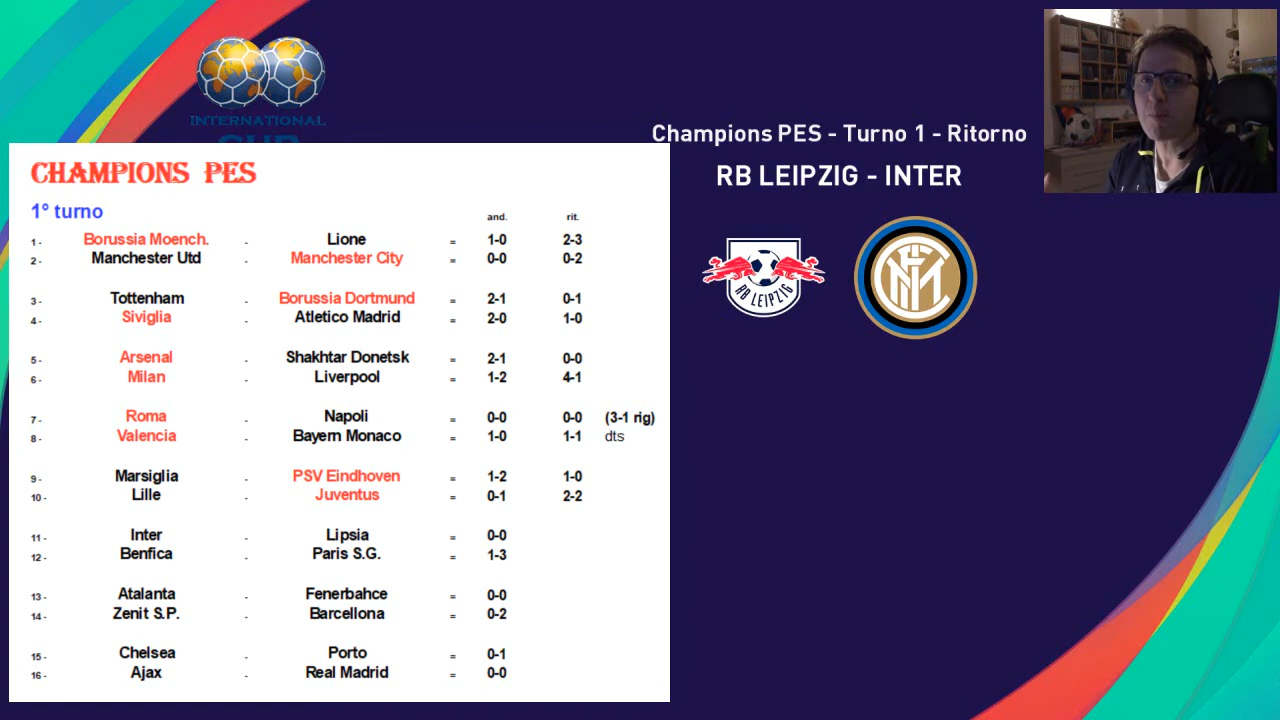 INTERNATIONAL
CUP
Champions PES - Turno 1 - Ritorno
RB LEIPZIG - INTER
RB LEIPZIG
CHAMPIONS PES
1° turno
and. rit.
1 - Borussia Moench. - Lione = 1-0 2-3
2 - Manchester Utd - Manchester City = 0-0 0-2
3 - Tottenham - Borussia Dortmund = 2-1 0-1
4 - Siviglia - Atletico Madrid = 2-0 1-0
5 - Arsenal - Shakhtar Donetsk = 2-1 0-0
6 - Milan - Liverpool = 1-2 4-1
7 - Roma - Napoli = 0-0 0-0 (3-1 rig)
8 - Valencia - Bayern Monaco = 1-0 1-1 dts
9 - Marsiglia - PSV Eindhoven = 1-2 1-0
10 - Lille - Juventus = 0-1 2-2
11 - Inter - Lipsia = 0-0
12 - Benfica - Paris S.G. = 1-3
13 - Atalanta - Fenerbahce = 0-0
14 - Zenit S.P. - Barcellona = 0-2
15 - Chelsea - Porto = 0-1
16 - Ajax - Real Madrid = 0-0